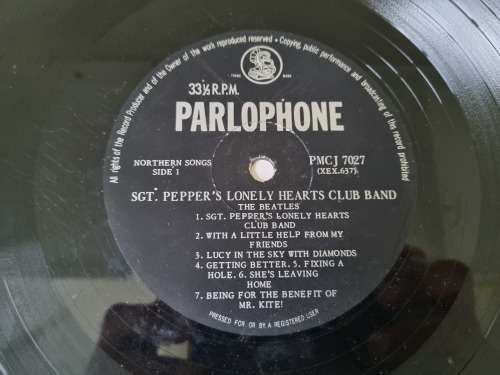 All rights of the Record Producer and of the Owner of the work reproduced reserved • Copying, public performance and broadcasting of this record prohibited
TRADE MARK
33⅓ R.P.M.
PARLOPHONE
NORTHERN SONGS
SIDE 1
PMCJ 7027
(XEX.637)
SGT. PEPPER'S LONELY HEARTS CLUB BAND
THE BEATLES
1. SGT. PEPPER'S LONELY HEARTS
CLUB BAND
2. WITH A LITTLE HELP FROM MY
FRIENDS
3. LUCY IN THE SKY WITH DIAMONDS
4. GETTING BETTER. 5. FIXING A
HOLE. 6. SHE'S LEAVING
HOME
7. BEING FOR THE BENEFIT OF
MR. KITE!
PRESSED FOR OR BY A REGISTERED USER